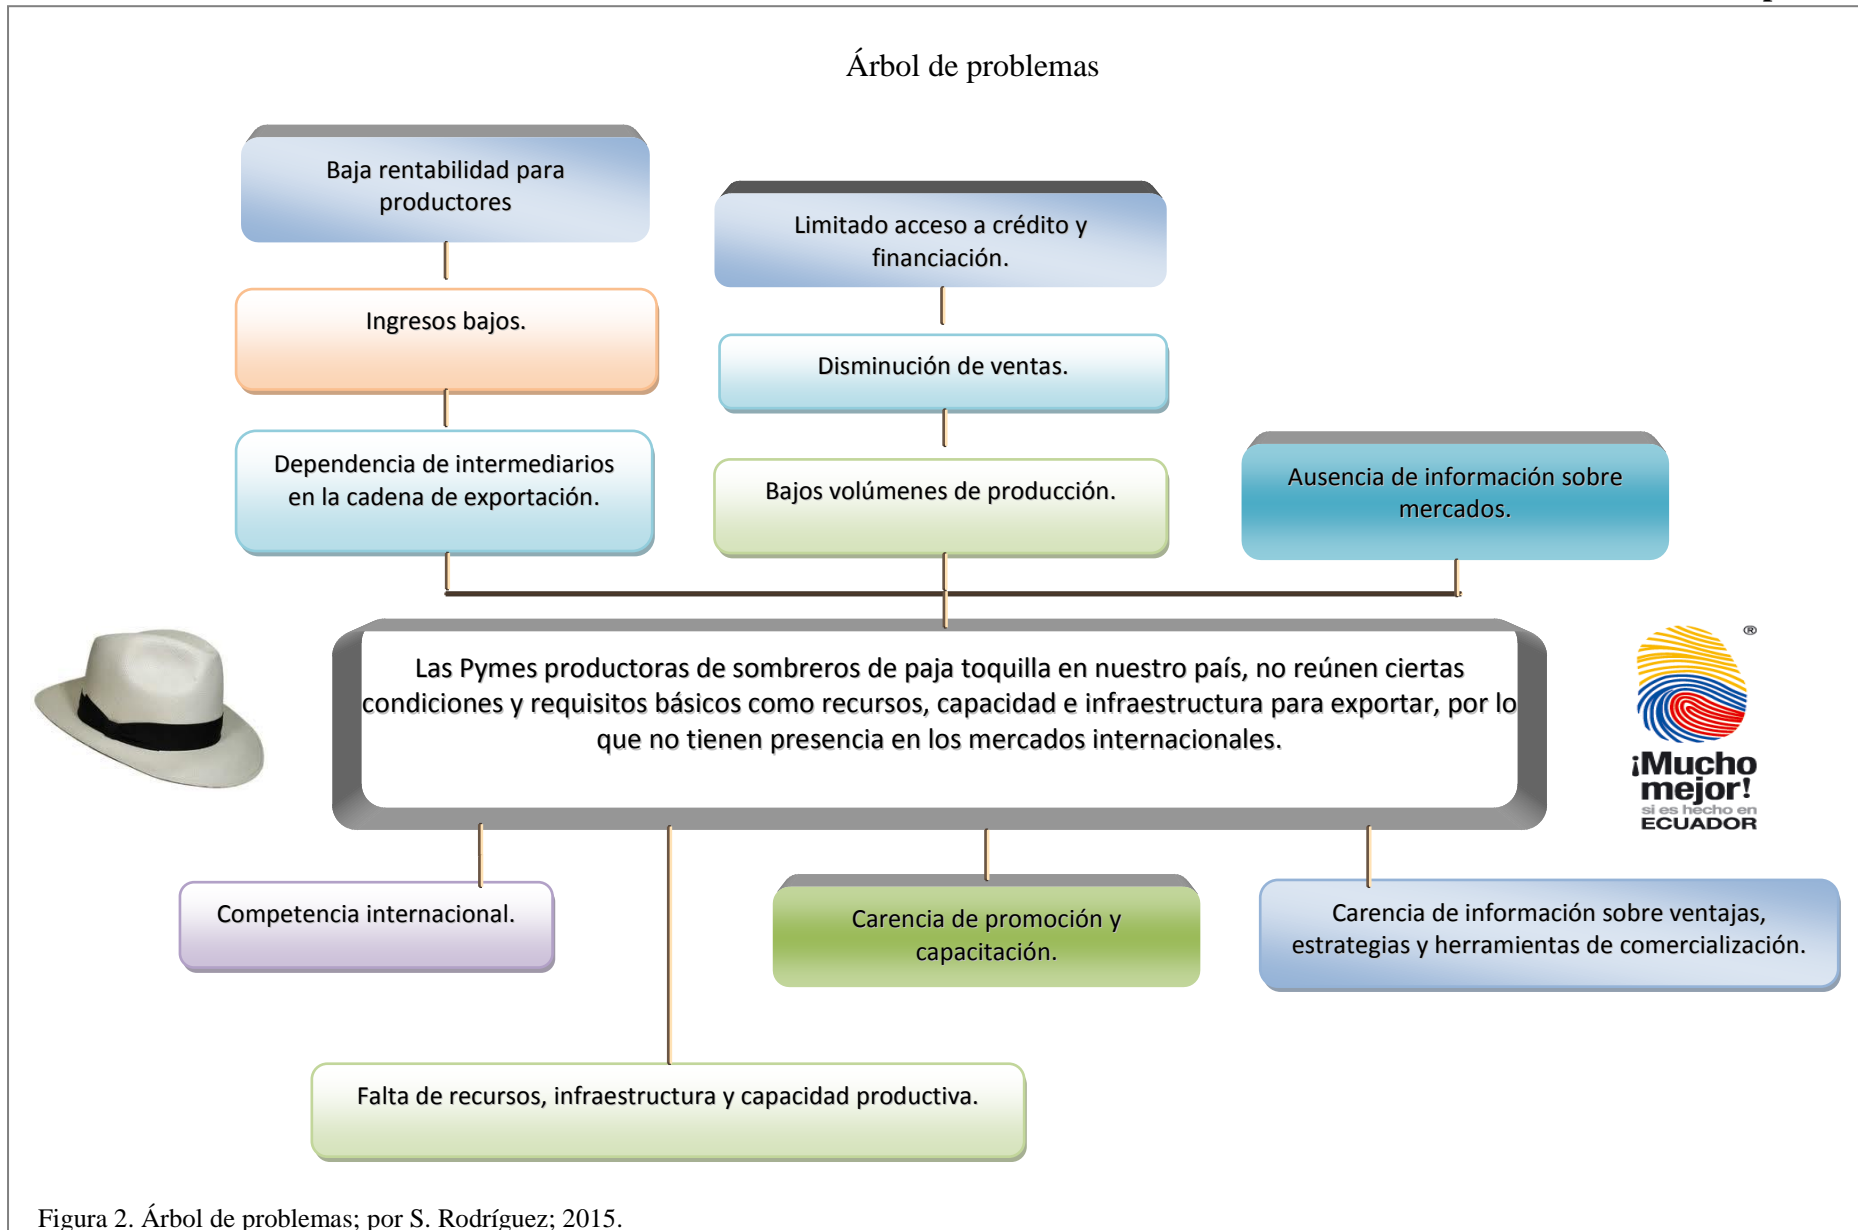 Árbol de problemas
Baja rentabilidad para
productores
Limitado acceso a crédito y
financiación.
Ingresos bajos.
Disminución de ventas.
Dependencia de intermediarios
en la cadena de exportación.
Bajos volúmenes de producción.
Ausencia de información sobre
mercados.
Las Pymes productoras de sombreros de paja toquilla en nuestro país, no reúnen ciertas
condiciones y requisitos básicos como recursos, capacidad e infraestructura para exportar, por lo
que no tienen presencia en los mercados internacionales.
®
¡Mucho
mejor!
si es hecho en
ECUADOR
Competencia internacional.
Carencia de promoción y
capacitación.
Carencia de información sobre ventajas,
estrategias y herramientas de comercialización.
Falta de recursos, infraestructura y capacidad productiva.
Figura 2. Árbol de problemas; por S. Rodríguez; 2015.